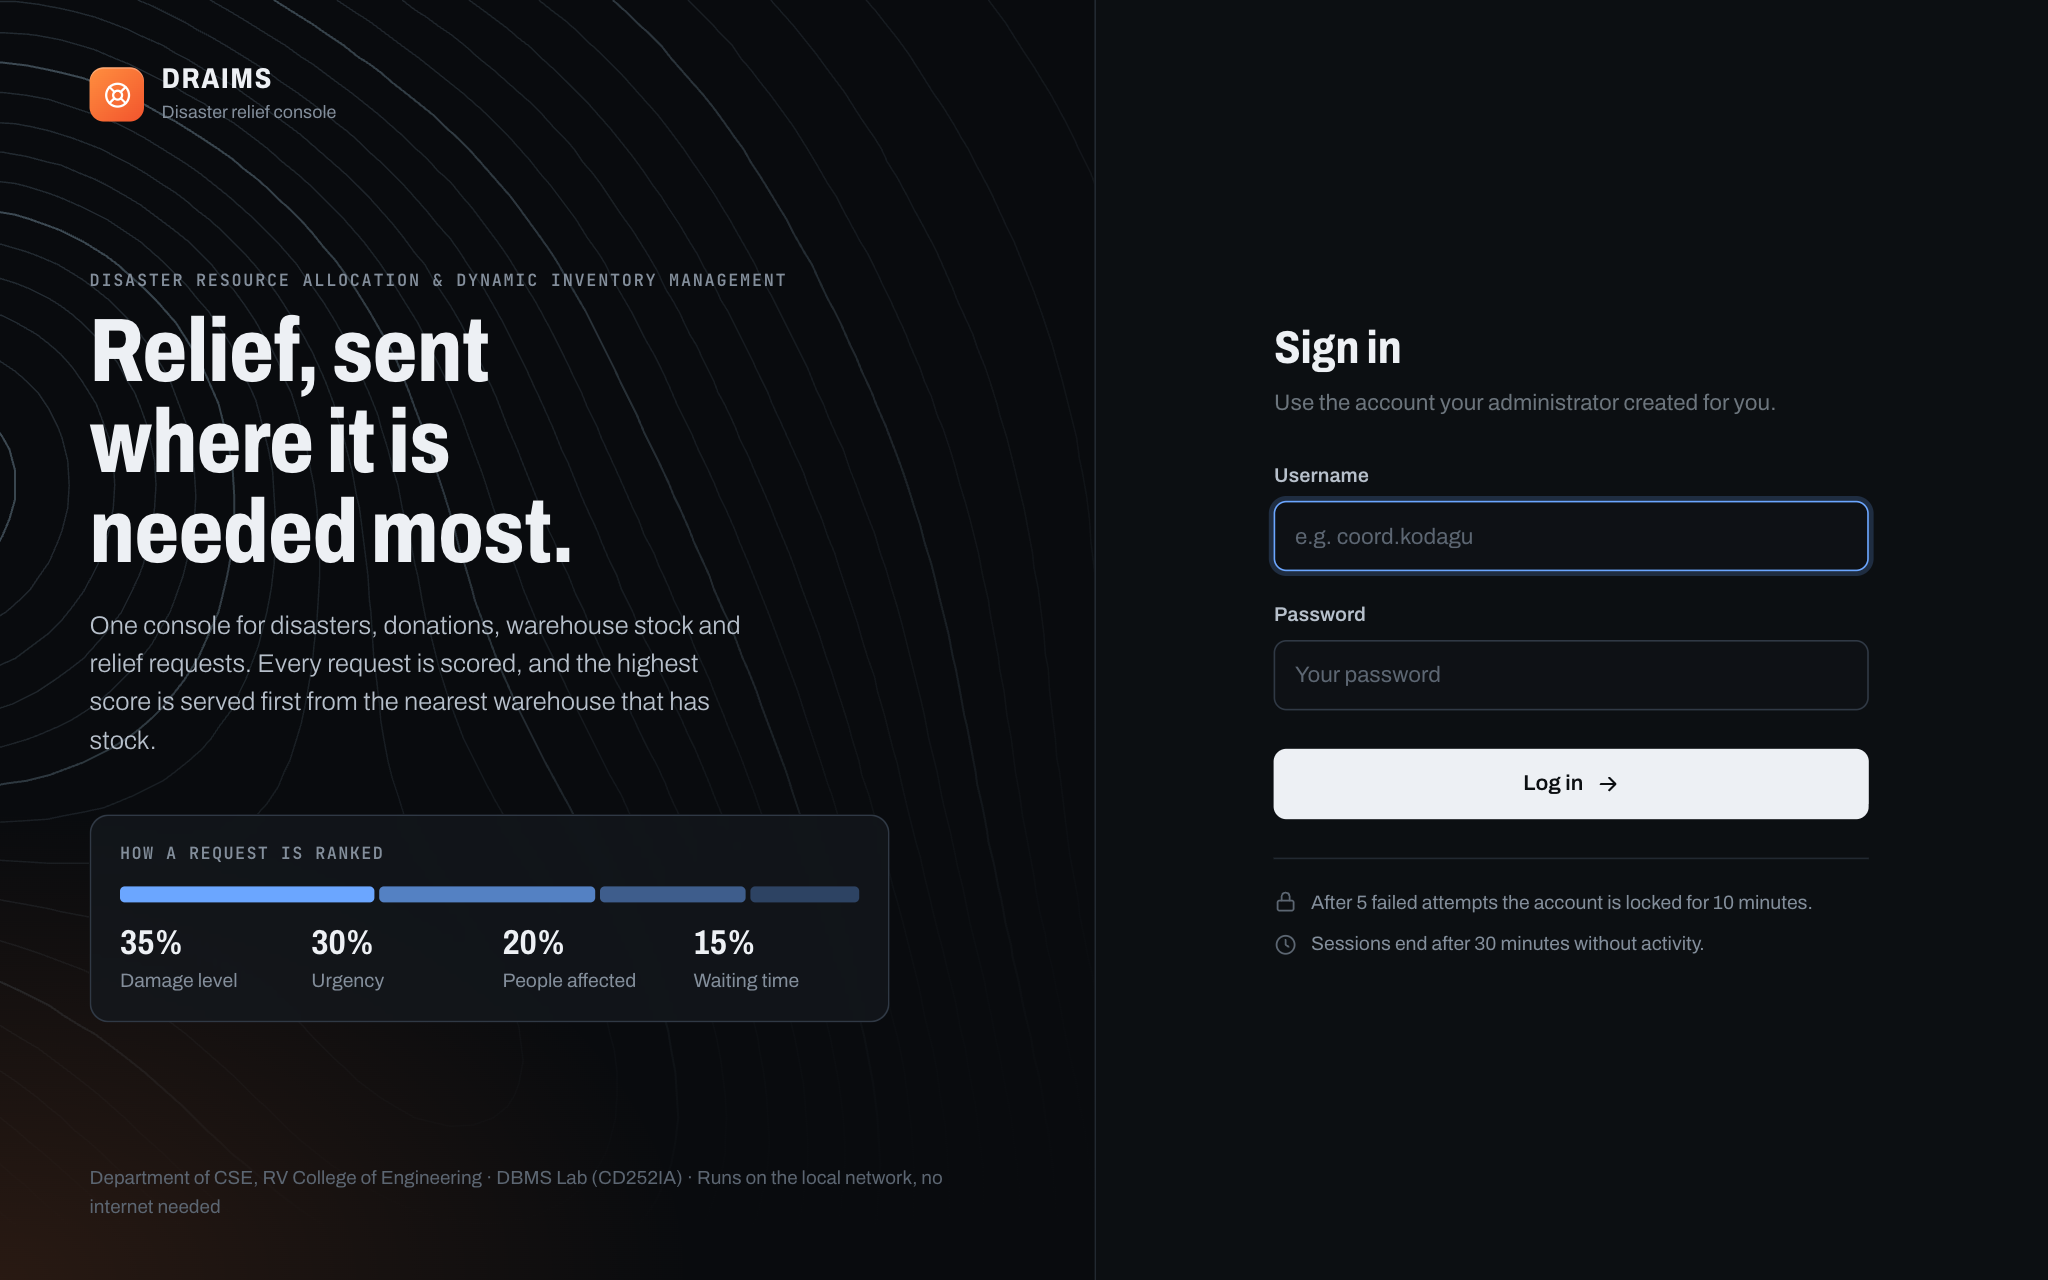 DRAIMS
Disaster relief console
DISASTER RESOURCE ALLOCATION & DYNAMIC INVENTORY MANAGEMENT
Relief, sent
where it is
needed most.
One console for disasters, donations, warehouse stock and
relief requests. Every request is scored, and the highest
score is served first from the nearest warehouse that has
stock.
HOW A REQUEST IS RANKED
35% 30% 20% 15%
Damage level Urgency People affected Waiting time
Department of CSE, RV College of Engineering · DBMS Lab (CD252IA) · Runs on the local network, no
internet needed
Sign in
Use the account your administrator created for you.
Username
e.g. coord.kodagu
Password
Your password
Log in →
After 5 failed attempts the account is locked for 10 minutes.
Sessions end after 30 minutes without activity.